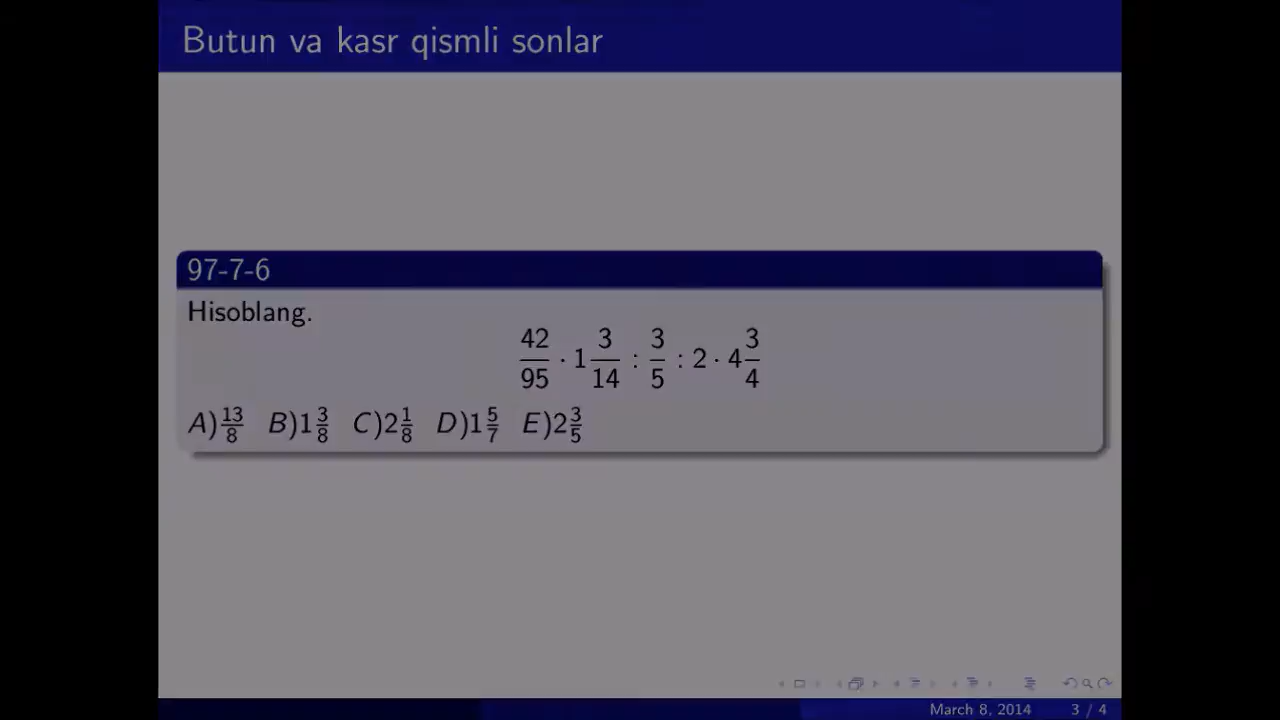 Butun va kasr qismli sonlar
97-7-6
Hisoblang.
42/95 · 1 3/14 : 3/5 : 2 · 4 3/4
A) 13/8 B) 1 3/8 C) 2 1/8 D) 1 5/7 E) 2 3/5
March 8, 2014 3 / 4